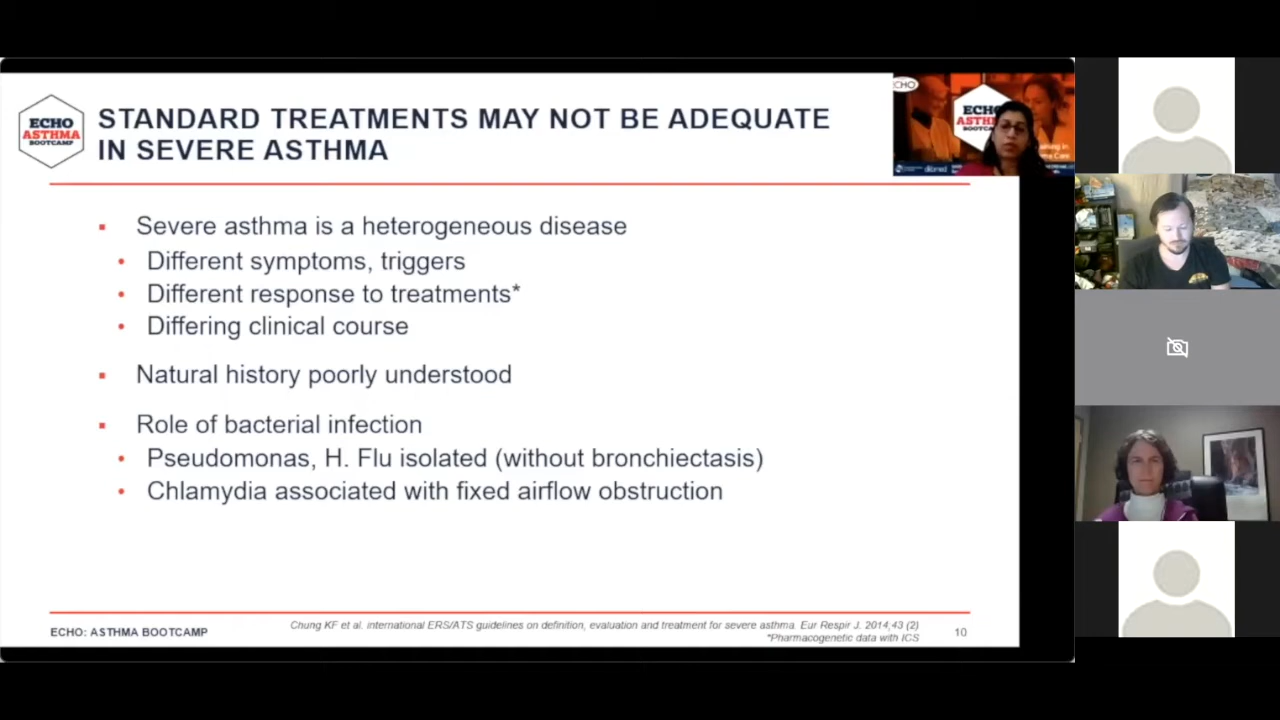 ECHO
ASTHMA
BOOTCAMP
STANDARD TREATMENTS MAY NOT BE ADEQUATE
IN SEVERE ASTHMA
ECHO
ECHO
BOOTCAMP
▪ Severe asthma is a heterogeneous disease
• Different symptoms, triggers
• Different response to treatments*
• Differing clinical course
▪ Natural history poorly understood
▪ Role of bacterial infection
• Pseudomonas, H. Flu isolated (without bronchiectasis)
• Chlamydia associated with fixed airflow obstruction
ECHO: ASTHMA BOOTCAMP
Chung KF et al. international ERS/ATS guidelines on definition, evaluation and treatment for severe asthma. Eur Respir J. 2014,43 (2)
*Pharmacogenetic data with ICS
10